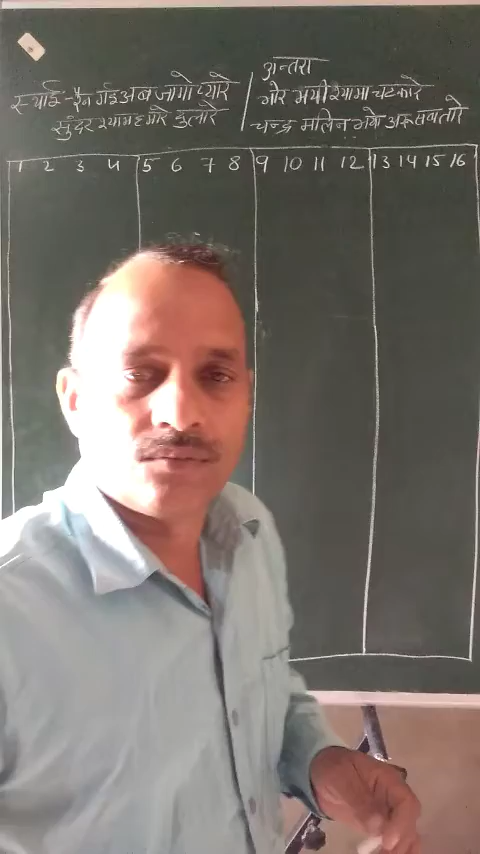 स्थाई:- रैन गई अब जागो प्यारे
सुंदर श्याम हमारे दुलारे
अन्तरा
भोर भयी श्यामा चटकारे
चन्द्र मलिन भयो अरू सब तारे
1 2 3 4 5 6 7 8 9 10 11 12 13 14 15 16